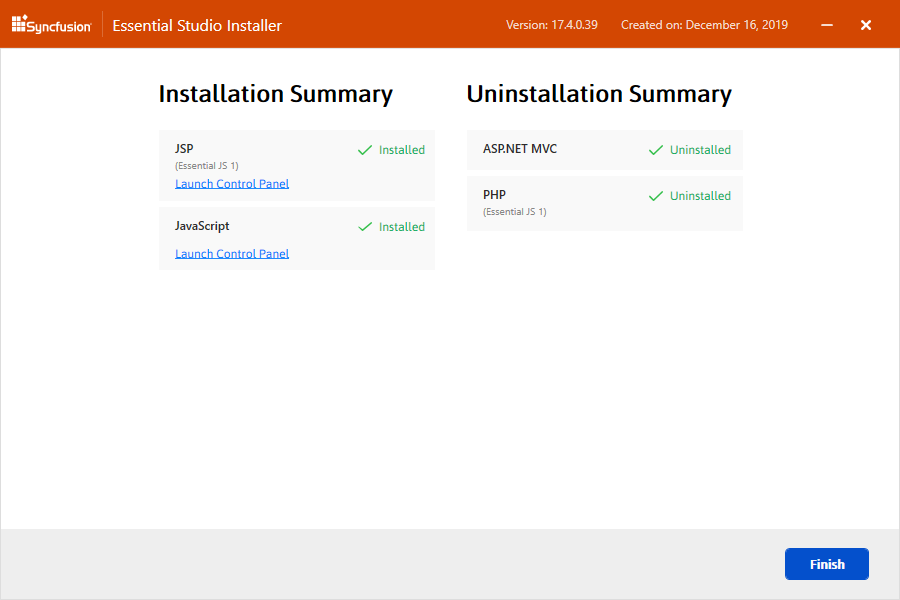 Syncfusion Essential Studio Installer Version: 17.4.0.39 Created on: December 16, 2019
Installation Summary
JSP Installed
(Essential JS 1)
Launch Control Panel
JavaScript Installed
Launch Control Panel
Uninstallation Summary
ASP.NET MVC Uninstalled
PHP Uninstalled
(Essential JS 1)
Finish